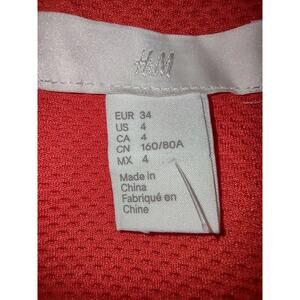 H&M
EUR 34
US 4
CA 4
CN 160/80A
MX 4
Made in
China
Fabriqué en
Chine